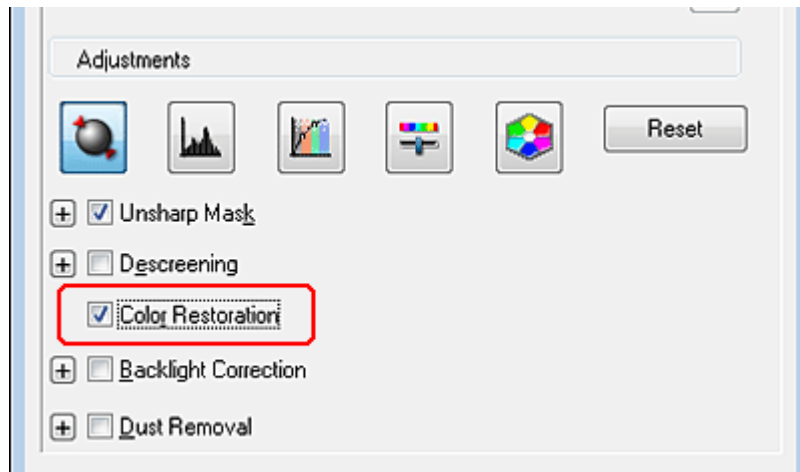 Adjustments
Reset
Unsharp Mask
Descreening
Color Restoration
Backlight Correction
Dust Removal